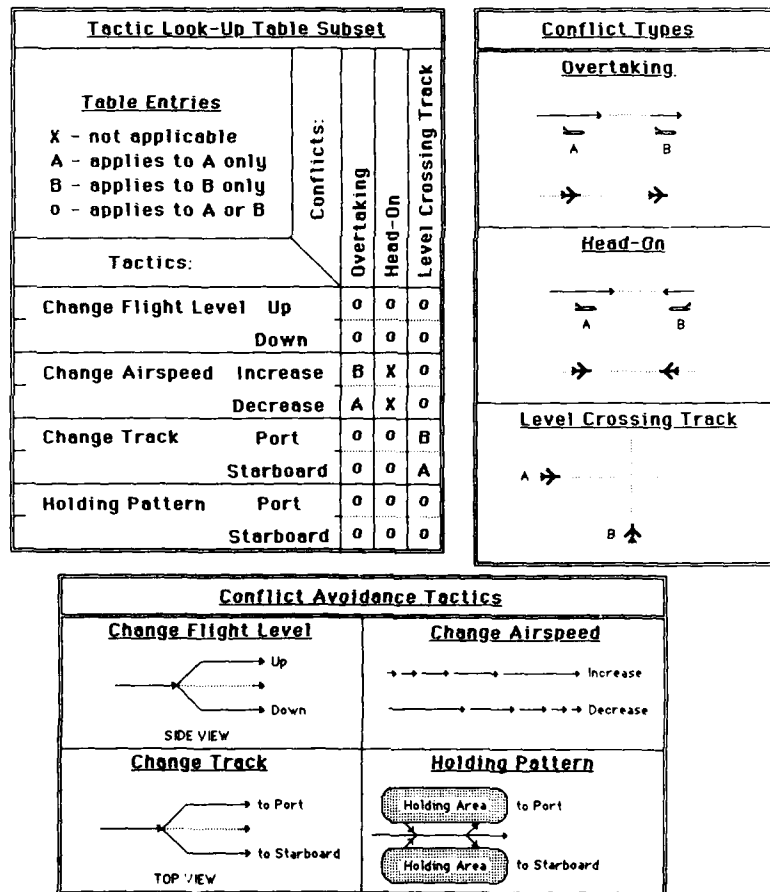 Tactic Look-Up Table Subset
Table Entries
X - not applicable
A - applies to A only
B - applies to B only
o - applies to A or B
Conflicts:
Overtaking
Head-On
Level Crossing Track
Tactics:
Change Flight Level Up o o o
Down o o o
Change Airspeed Increase B X o
Decrease A X o
Change Track Port o o B
Starboard o o A
Holding Pattern Port o o o
Starboard o o o
Conflict Types
Overtaking
A B
Head-On
A B
Level Crossing Track
A
B
Conflict Avoidance Tactics
Change Flight Level
Up
Down
SIDE VIEW
Change Airspeed
Increase
Decrease
Change Track
to Port
to Starboard
TOP VIEW
Holding Pattern
Holding Area to Port
Holding Area to Starboard